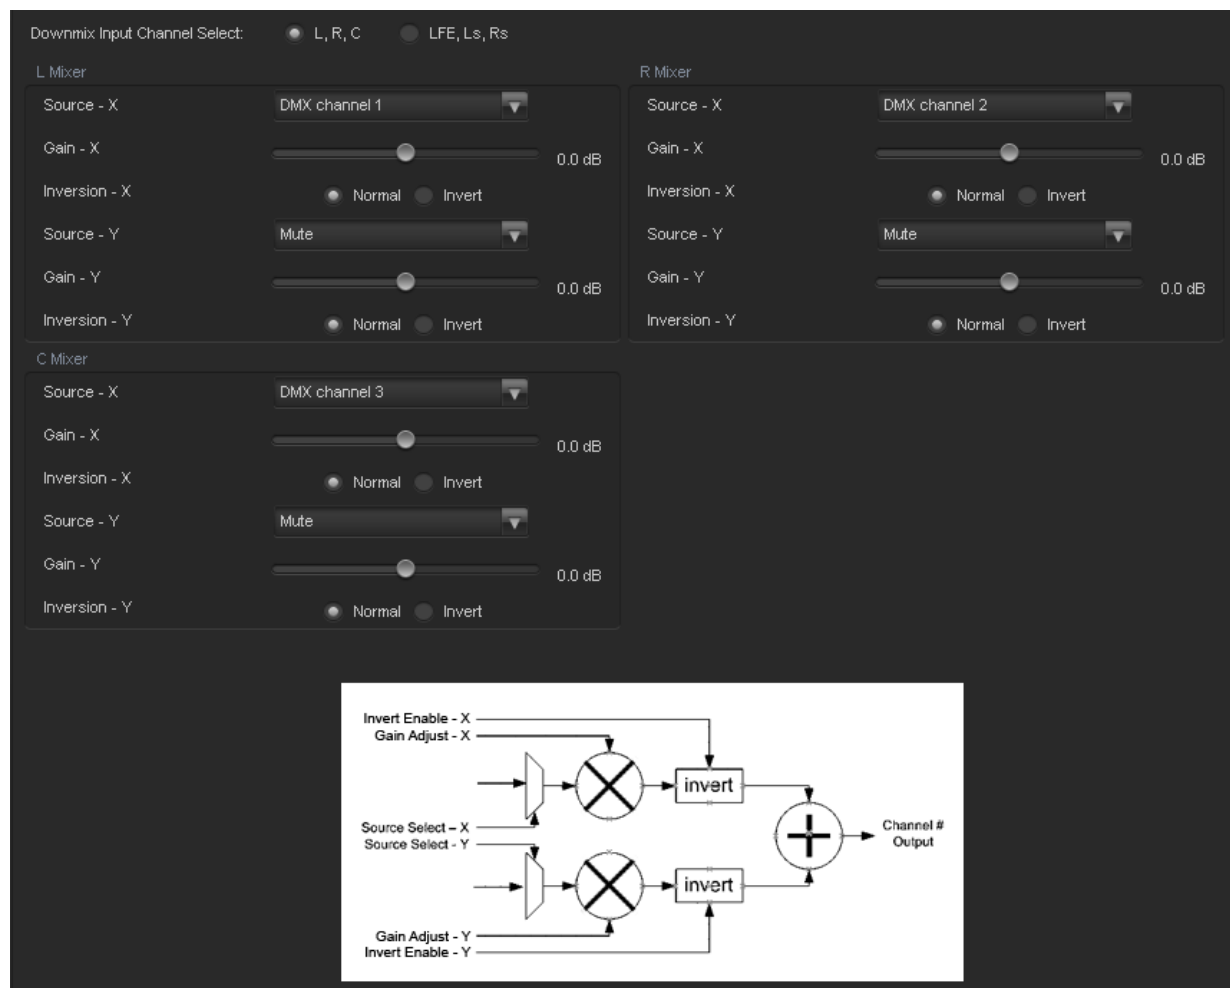 Downmix Input Channel Select: L, R, C LFE, Ls, Rs
L Mixer
Source - X DMX channel 1
Gain - X 0.0 dB
Inversion - X Normal Invert
Source - Y Mute
Gain - Y 0.0 dB
Inversion - Y Normal Invert
R Mixer
Source - X DMX channel 2
Gain - X 0.0 dB
Inversion - X Normal Invert
Source - Y Mute
Gain - Y 0.0 dB
Inversion - Y Normal Invert
C Mixer
Source - X DMX channel 3
Gain - X 0.0 dB
Inversion - X Normal Invert
Source - Y Mute
Gain - Y 0.0 dB
Inversion - Y Normal Invert
Invert Enable - X
Gain Adjust - X
invert
Source Select – X
Source Select - Y
Channel #
Output
invert
Gain Adjust - Y
Invert Enable - Y